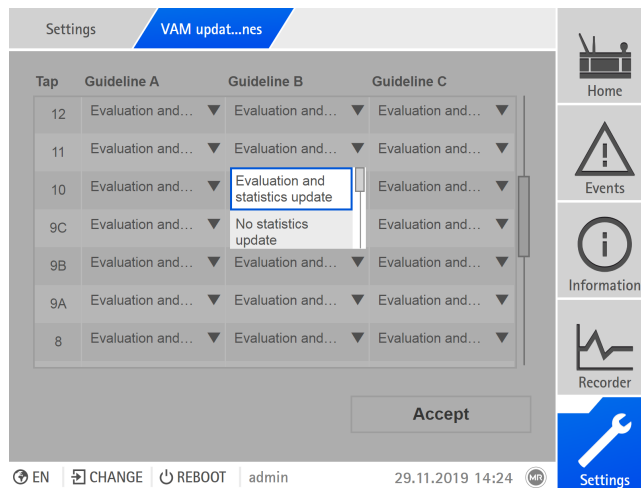 Settings VAM updat...nes
Tap Guideline A Guideline B Guideline C
12 Evaluation and... Evaluation and... Evaluation and...
11 Evaluation and... Evaluation and... Evaluation and...
10 Evaluation and... Evaluation and Evaluation and...
statistics update
9C Evaluation and... No statistics Evaluation and...
update
9B Evaluation and... Evaluation and... Evaluation and...
9A Evaluation and... Evaluation and... Evaluation and...
8 Evaluation and... Evaluation and... Evaluation and...
Accept
Home
Events
Information
Recorder
Settings
EN CHANGE REBOOT admin 29.11.2019 14:24 MR